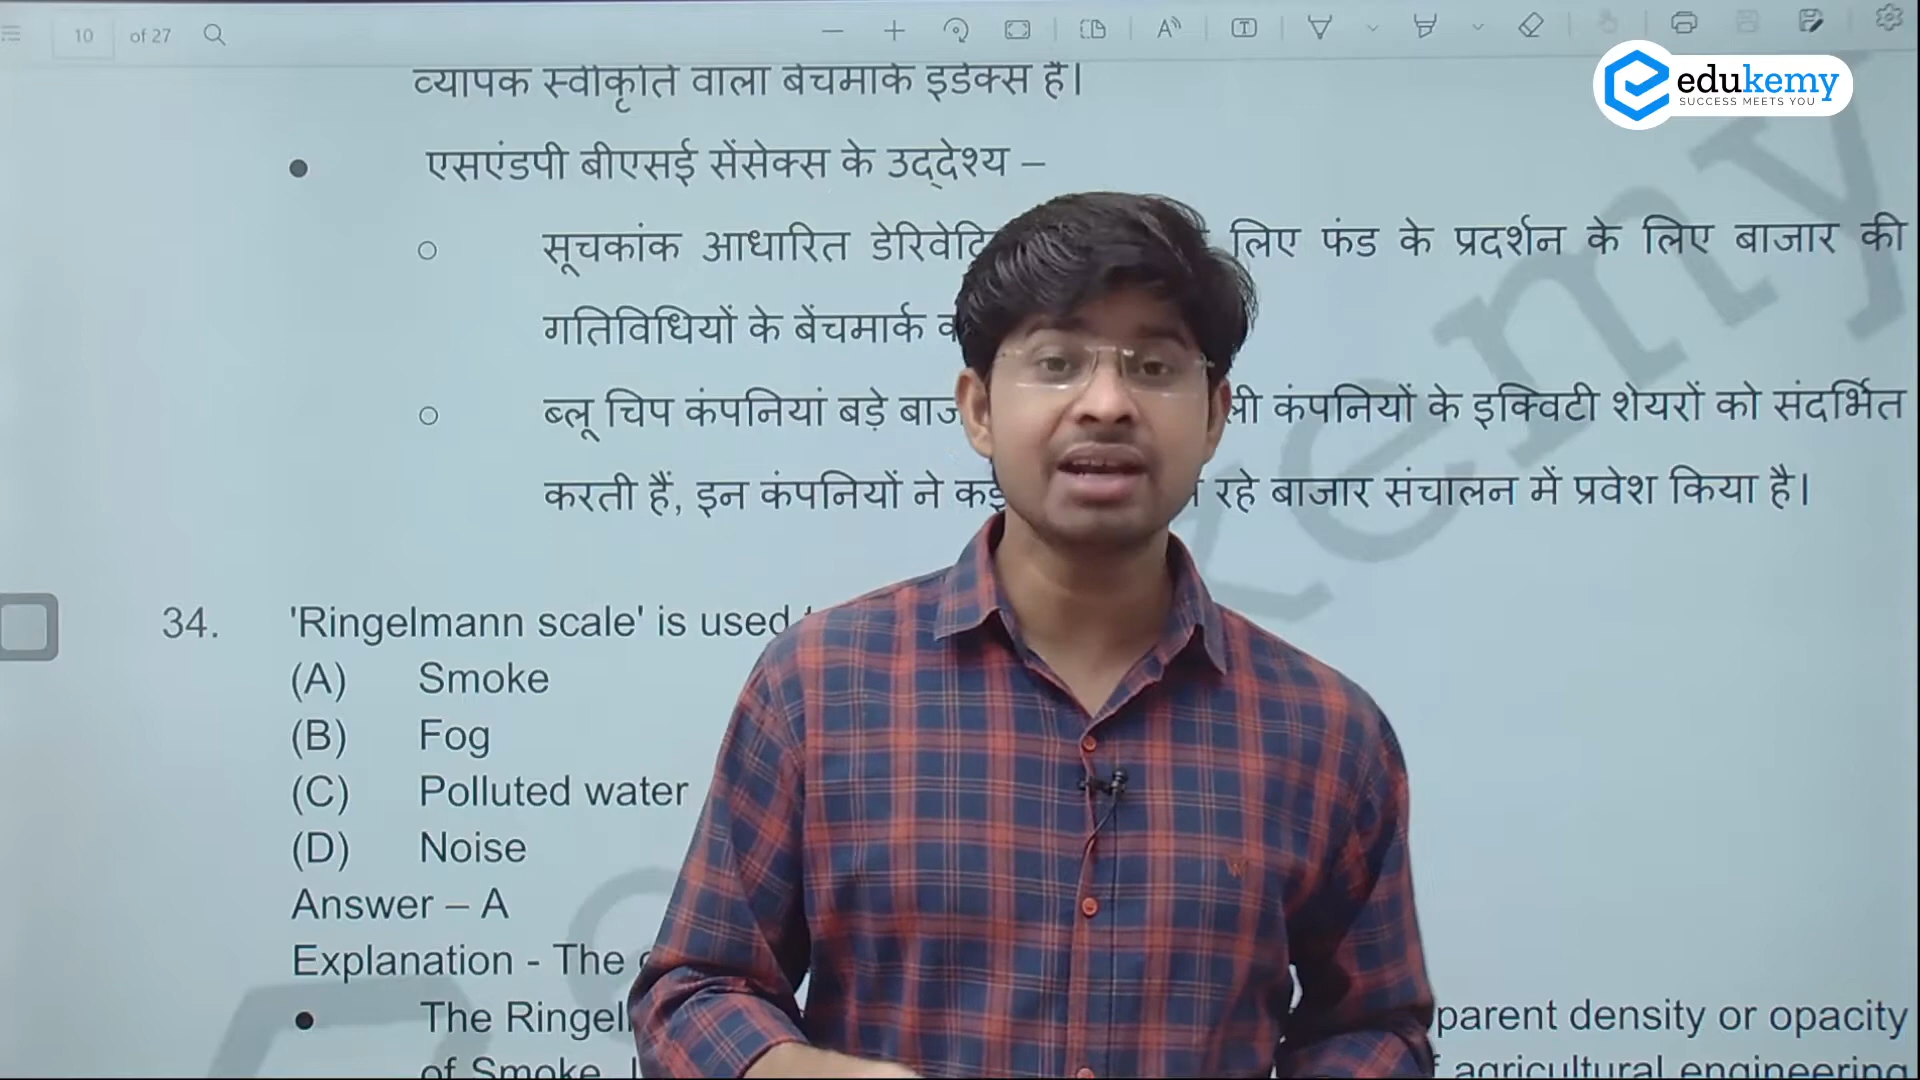 10 of 27
edukemy
SUCCESS MEETS YOU
व्यापक स्वीकृति वाला बेंचमार्क इंडेक्स है।
● एसएंडपी बीएसई सेंसेक्स के उद्देश्य –
○ सूचकांक आधारित लिए फंड के प्रदर्शन के लिए बाजार की
गतिविधियों के बेंचमार्क
○ ब्लू चिप कंपनियां बड़े कंपनियों के इक्विटी शेयरों को संदर्भित
करती हैं, इन कंपनियों ने रहे बाजार संचालन में प्रवेश किया है।
34. 'Ringelmann scale' is used
(A) Smoke
(B) Fog
(C) Polluted water
(D) Noise
Answer – A
Explanation - The
● The density or opacity
of Smoke. agricultural engineering